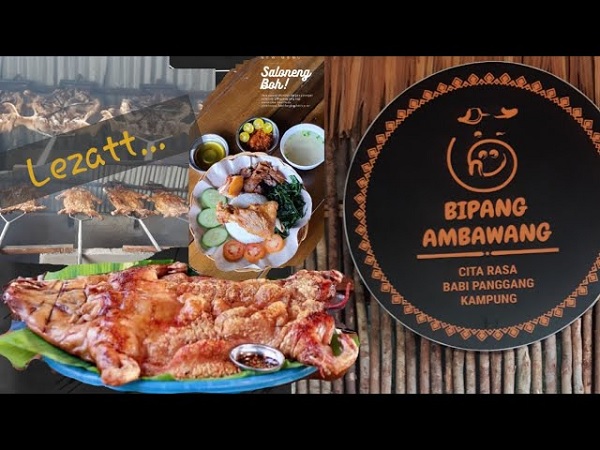 Lezatt...
Saloneng
Boh!
BIPANG
AMBAWANG
CITA RASA
BABI PANGGANG
KAMPUNG